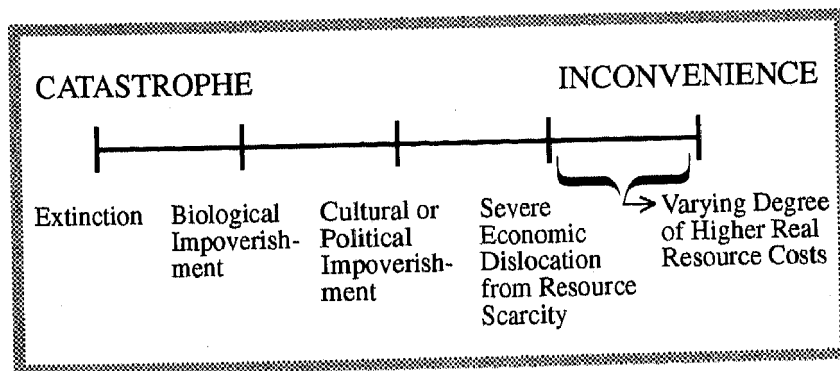 CATASTROPHE
INCONVENIENCE
Extinction
Biological
Impoverish-
ment
Cultural or
Political
Impoverish-
ment
Severe
Economic
Dislocation
from Resource
Scarcity
Varying Degree
of Higher Real
Resource Costs